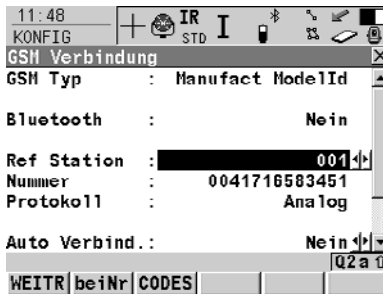 11:48
KONFIG
IR
STD
I
GSM Verbindung
GSM Typ : Manufact ModelId
Bluetooth : Nein
Ref Station : 001
Nummer : 0041716583451
Protokoll : Analog
Auto Verbind.: Nein
Q2a
WEITR beiNr CODES